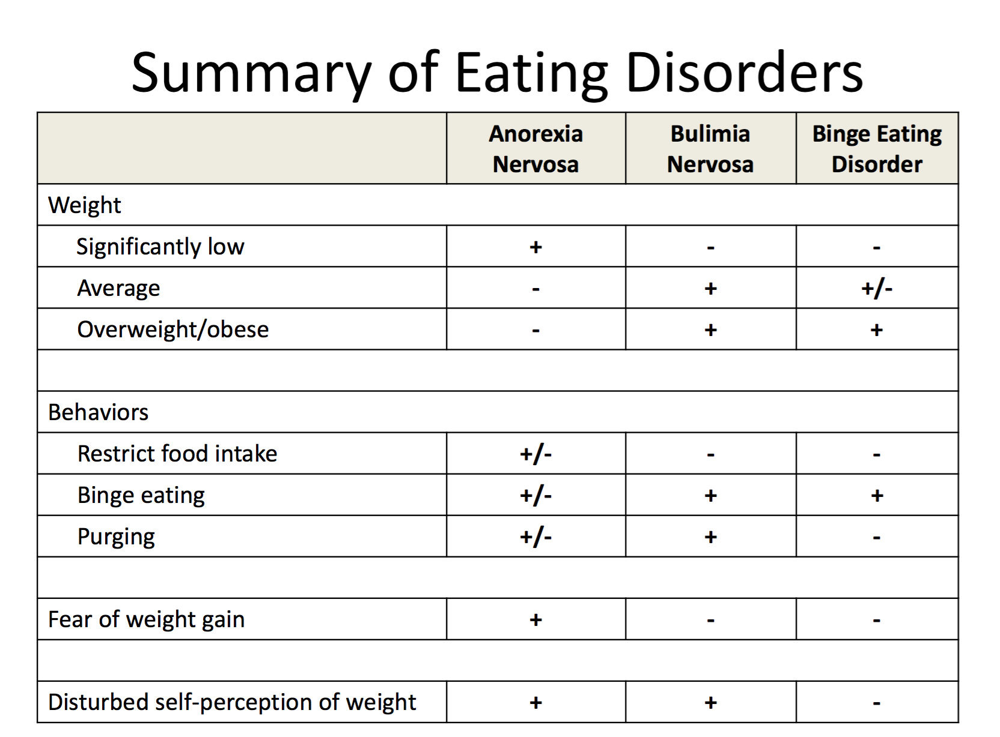 Summary of Eating Disorders
Anorexia Nervosa Bulimia Nervosa Binge Eating Disorder
Weight
Significantly low + - -
Average - + +/-
Overweight/obese - + +
Behaviors
Restrict food intake +/- - -
Binge eating +/- + +
Purging +/- + -
Fear of weight gain + - -
Disturbed self-perception of weight + + -